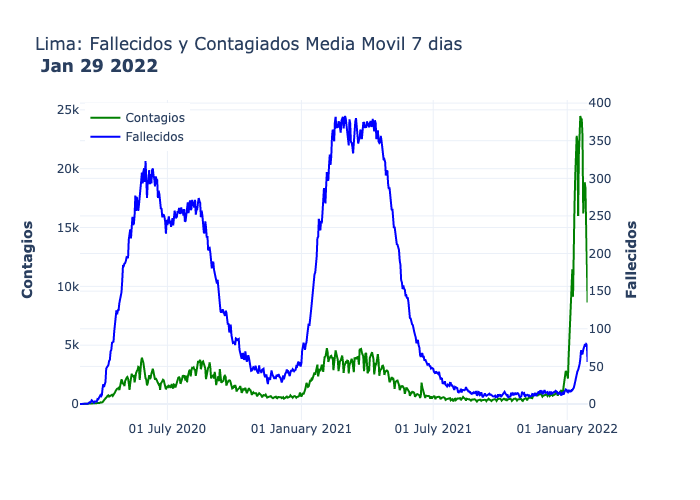 Lima: Fallecidos y Contagiados Media Movil 7 dias
Jan 29 2022
Contagios
Fallecidos
25k
20k
15k
10k
5k
0
400
350
300
250
200
150
100
50
0
Contagios
Fallecidos
01 July 2020
01 January 2021
01 July 2021
01 January 2022